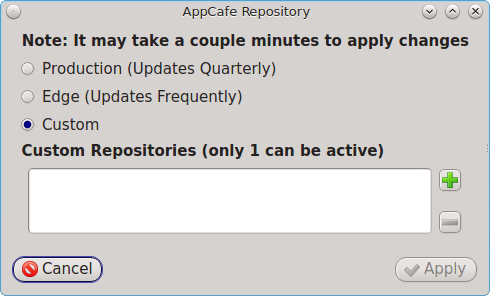 AppCafe Repository
Note: It may take a couple minutes to apply changes
Production (Updates Quarterly)
Edge (Updates Frequently)
Custom
Custom Repositories (only 1 can be active)
Cancel
Apply